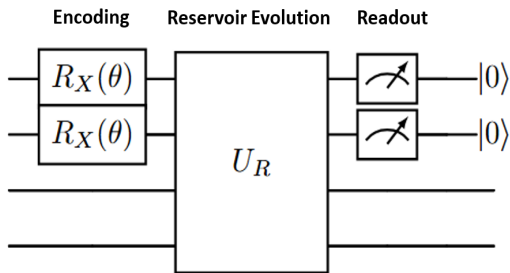 Encoding Reservoir Evolution Readout
R_X(θ) |0⟩
R_X(θ) |0⟩
U_R